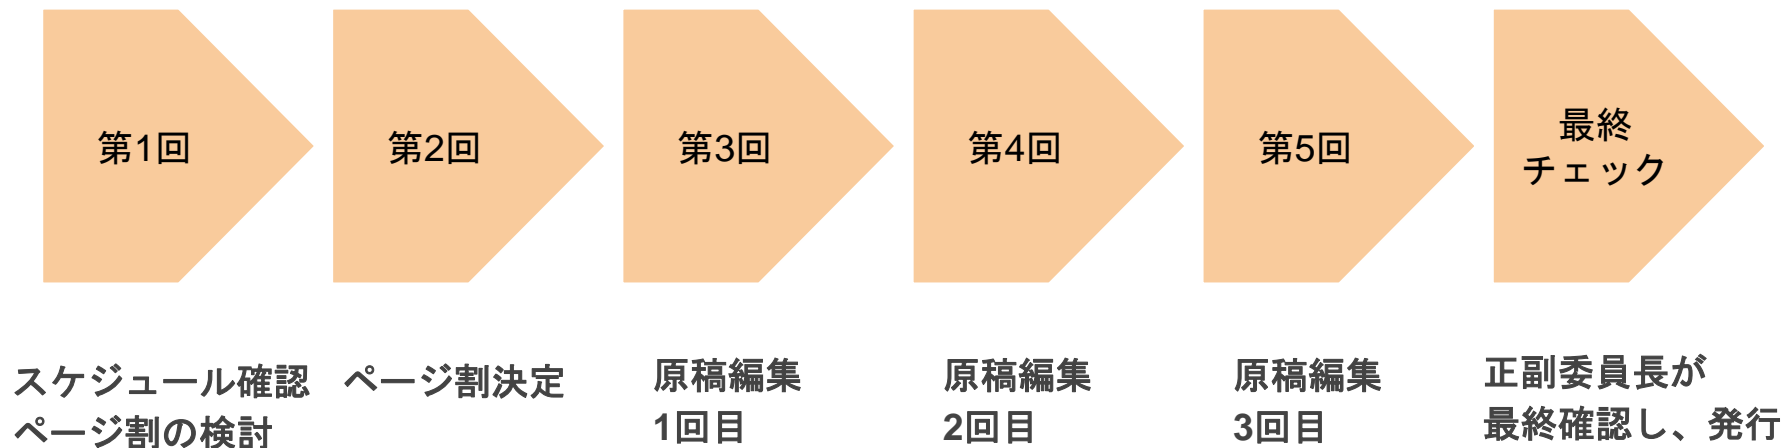 第1回
第2回
第3回
第4回
第5回
最終
チェック
スケジュール確認
ページ割の検討
ページ割決定
原稿編集
1回目
原稿編集
2回目
原稿編集
3回目
正副委員長が
最終確認し、発行